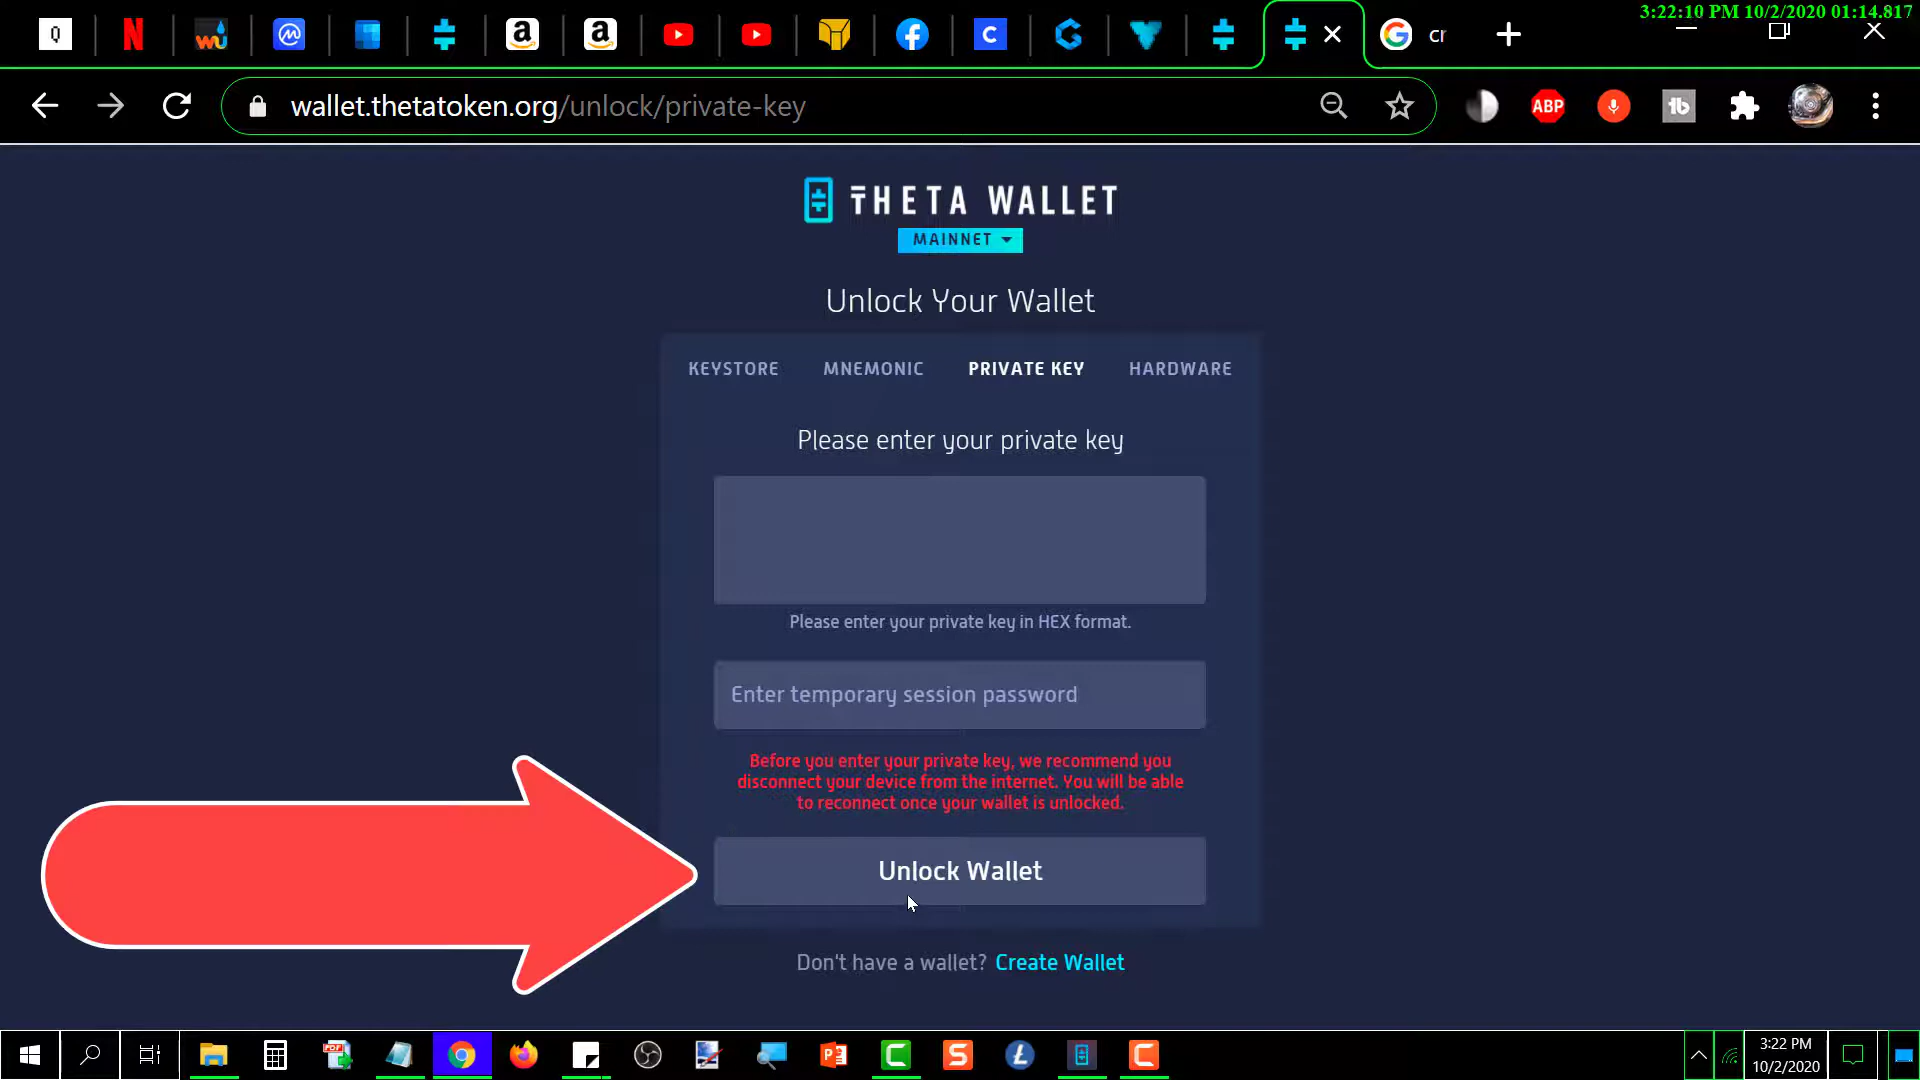 3:22:10 PM 10/2/2020 01:14.817
cr
wallet.thetatoken.org/unlock/private-key
ABP
THETA WALLET
MAINNET
Unlock Your Wallet
KEYSTORE MNEMONIC PRIVATE KEY HARDWARE
Please enter your private key
Please enter your private key in HEX format.
Enter temporary session password
Before you enter your private key, we recommend you
disconnect your device from the internet. You will be able
to reconnect once your wallet is unlocked.
Unlock Wallet
Don't have a wallet? Create Wallet
3:22 PM
10/2/2020